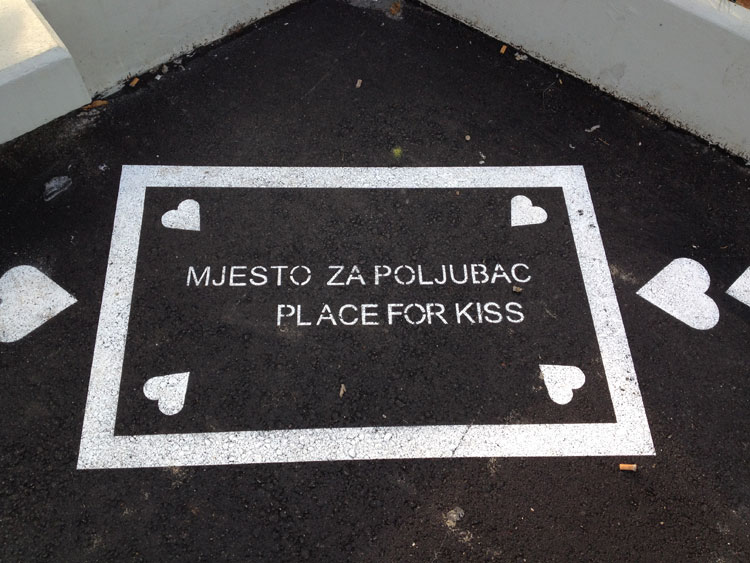 MJESTO ZA POLJUBAC
PLACE FOR KISS